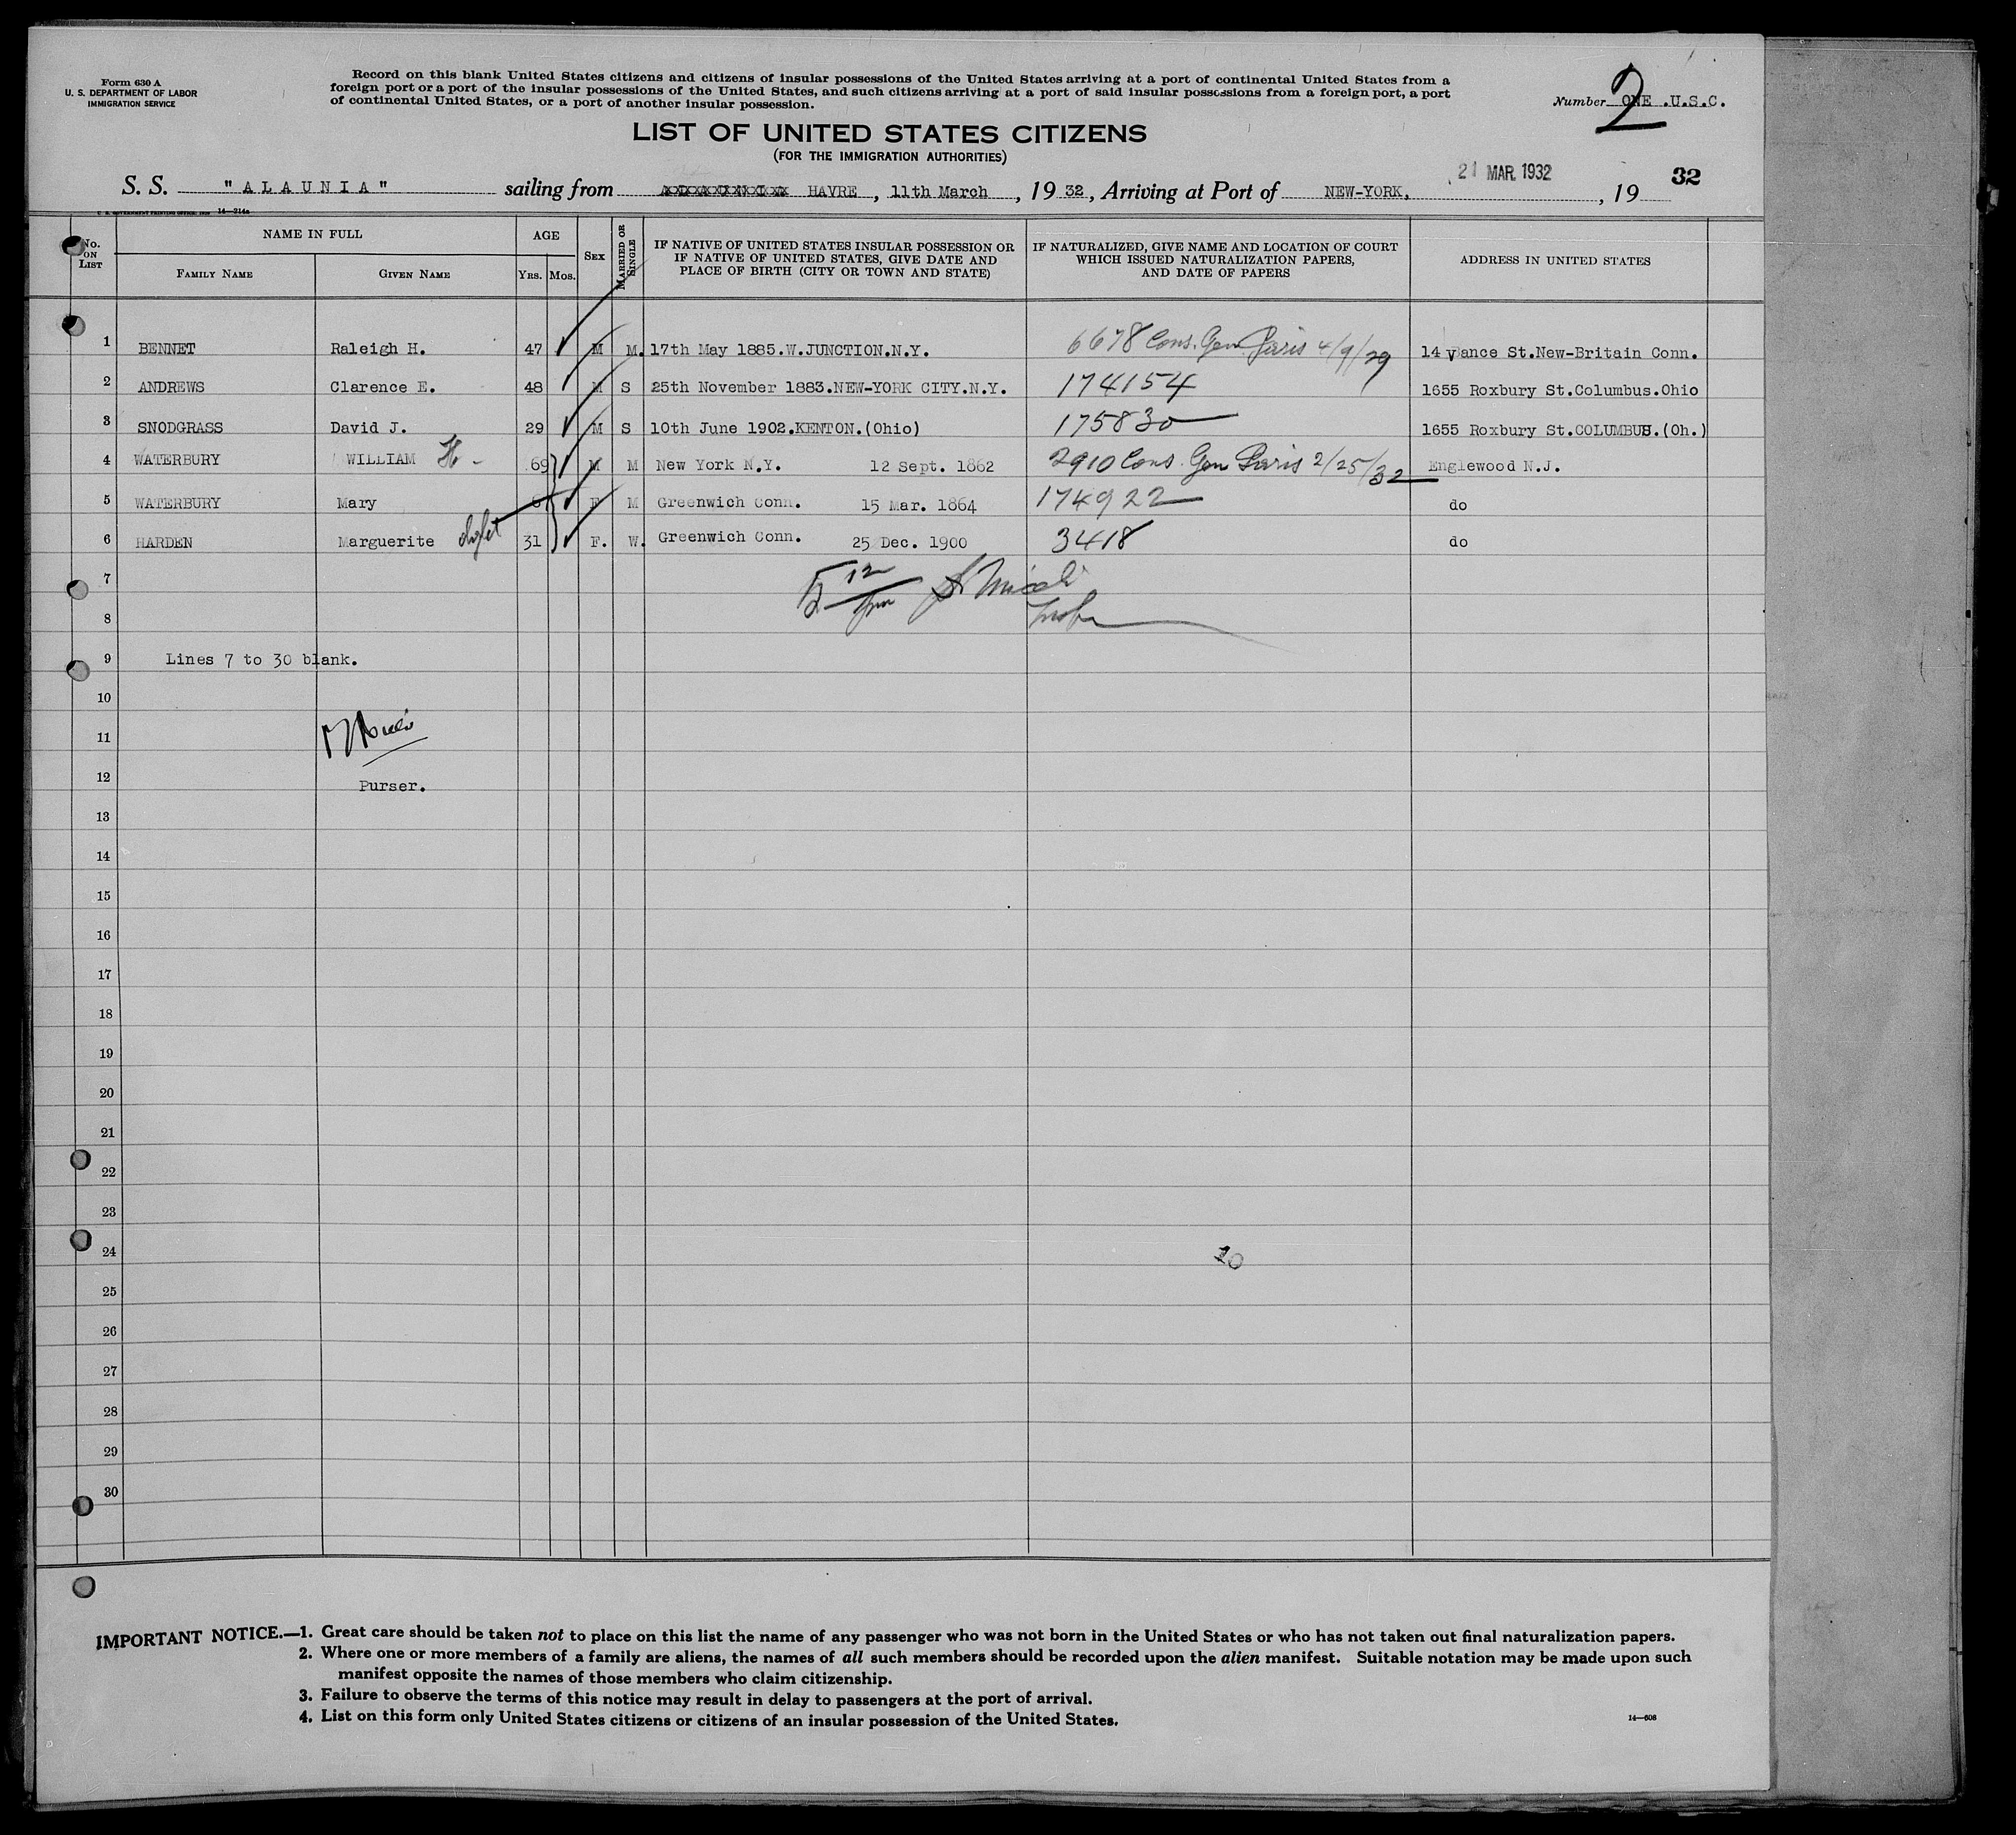 Form 630 A
U. S. DEPARTMENT OF LABOR
IMMIGRATION SERVICE
Record on this blank United States citizens and citizens of insular possessions of the United States arriving at a port of continental United States from a
foreign port or a port of the insular possessions of the United States, and such citizens arriving at a port of said insular possessions from a foreign port, a port
of continental United States, or a port of another insular possession.
Number ONE .U.S.C.
2
LIST OF UNITED STATES CITIZENS
(FOR THE IMMIGRATION AUTHORITIES)
S. S. "ALAUNIA" sailing from HAVRE, 11th March, 19 32, Arriving at Port of NEW-YORK, 21 MAR. 1932, 19 32
U. S. GOVERNMENT PRINTING OFFICE: 1930 14—214a
No. ON LIST
NAME IN FULL
FAMILY NAME
GIVEN NAME
AGE
YRS.
MOS.
SEX
MARRIED OR SINGLE
IF NATIVE OF UNITED STATES INSULAR POSSESSION OR
IF NATIVE OF UNITED STATES, GIVE DATE AND
PLACE OF BIRTH (CITY OR TOWN AND STATE)
IF NATURALIZED, GIVE NAME AND LOCATION OF COURT
WHICH ISSUED NATURALIZATION PAPERS,
AND DATE OF PAPERS
ADDRESS IN UNITED STATES
1 BENNET Raleigh H. 47 M M. 17th May 1885.W.JUNCTION.N.Y. 6678 Cons. Gen Paris 4/9/29 14 Vance St.New-Britain Conn.
2 ANDREWS Clarence E. 48 M S 25th November 1883.NEW-YORK CITY.N.Y. 174154 1655 Roxbury St.Columbus.Ohio
3 SNODGRASS David J. 29 M S 10th June 1902.KENTON.(Ohio) 175830 1655 Roxbury St.COLUMBUS.(Oh.)
4 WATERBURY WILLIAM H - 69 M M New York N.Y. 12 Sept. 1862 2910 Cons. Gen Paris 2/25/32 Englewood N.J.
5 WATERBURY Mary F M Greenwich Conn. 15 Mar. 1864 174922 do
6 HARDEN Marguerite 31 F. W. Greenwich Conn. 25 Dec. 1900 3418 do
7
8
9 Lines 7 to 30 blank.
10
11
12 Purser.
13
14
15
16
17
18
19
20
21
22
23
24 10
25
26
27
28
29
30
IMPORTANT NOTICE.—1. Great care should be taken not to place on this list the name of any passenger who was not born in the United States or who has not taken out final naturalization papers.
2. Where one or more members of a family are aliens, the names of all such members should be recorded upon the alien manifest. Suitable notation may be made upon such
manifest opposite the names of those members who claim citizenship.
3. Failure to observe the terms of this notice may result in delay to passengers at the port of arrival.
4. List on this form only United States citizens or citizens of an insular possession of the United States.
14—608